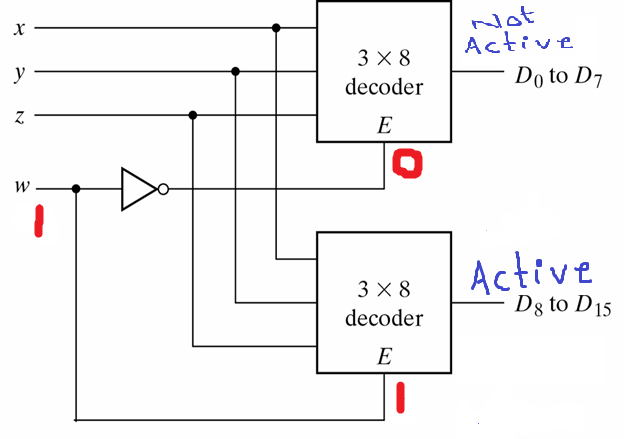 x
y
z
w
1
3 × 8
decoder
E
0
Not
Active
D0 to D7
3 × 8
decoder
E
1
Active
D8 to D15